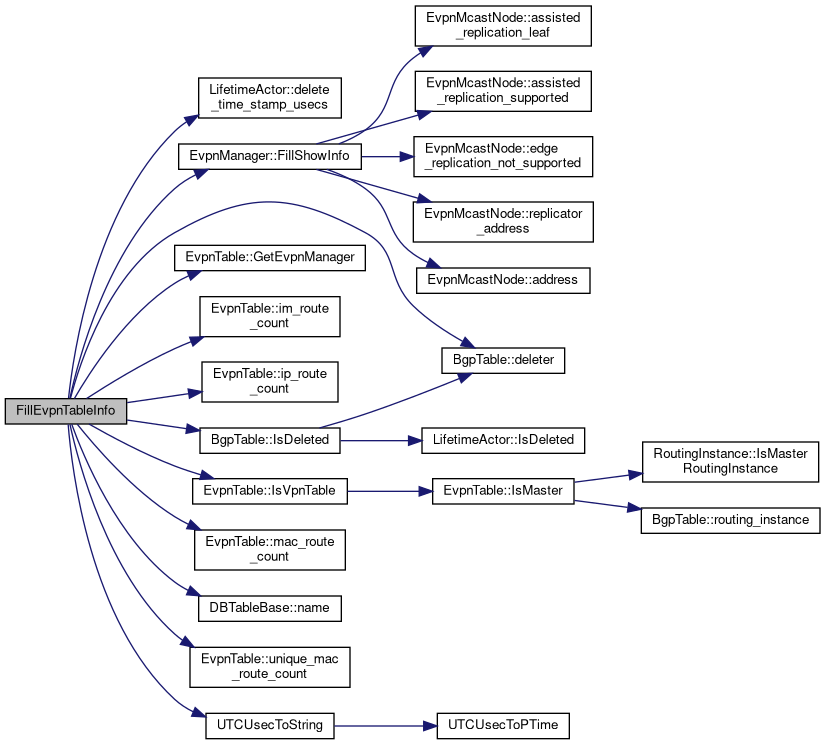 FillEvpnTableInfo
LifetimeActor::delete
_time_stamp_usecs
EvpnManager::FillShowInfo
EvpnTable::GetEvpnManager
EvpnTable::im_route
_count
EvpnTable::ip_route
_count
BgpTable::IsDeleted
EvpnTable::IsVpnTable
EvpnTable::mac_route
_count
DBTableBase::name
EvpnTable::unique_mac
_route_count
UTCUsecToString
EvpnMcastNode::assisted
_replication_leaf
EvpnMcastNode::assisted
_replication_supported
EvpnMcastNode::edge
_replication_not_supported
EvpnMcastNode::replicator
_address
EvpnMcastNode::address
BgpTable::deleter
LifetimeActor::IsDeleted
EvpnTable::IsMaster
UTCUsecToPTime
RoutingInstance::IsMaster
RoutingInstance
BgpTable::routing_instance